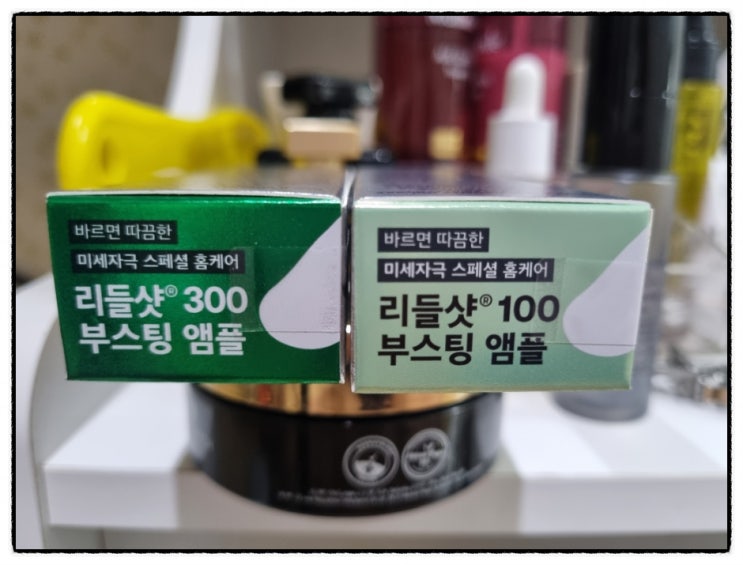 바르면 따끔한
미세자극 스페셜 홈케어
리들샷® 300
부스팅 앰플
바르면 따끔한
미세자극 스페셜 홈케어
리들샷® 100
부스팅 앰플